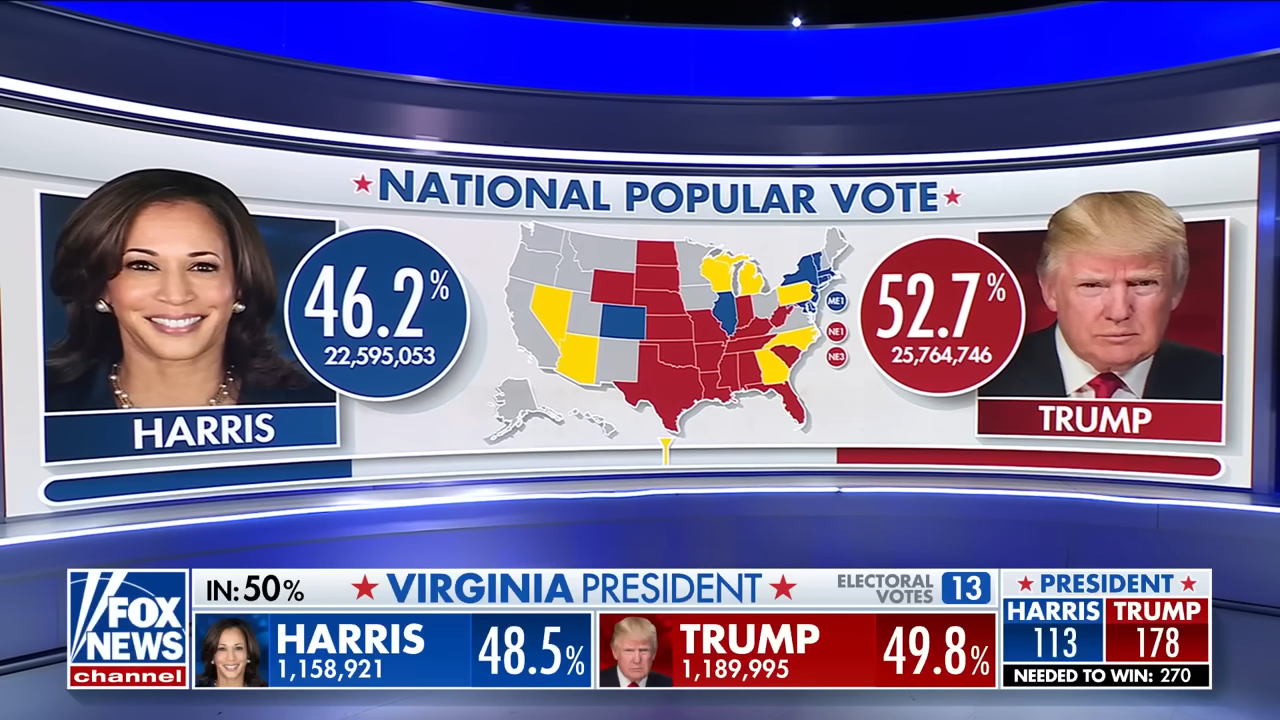 ★NATIONAL POPULAR VOTE★
46.2%
22,595,053
HARRIS
ME1
NE1
NE3
52.7%
25,764,746
TRUMP
FOX
NEWS
channel
IN: 50%
★ VIRGINIA PRESIDENT ★
ELECTORAL
VOTES
13
HARRIS
1,158,921
48.5%
TRUMP
1,189,995
49.8%
★ PRESIDENT ★
HARRIS TRUMP
113 178
NEEDED TO WIN: 270